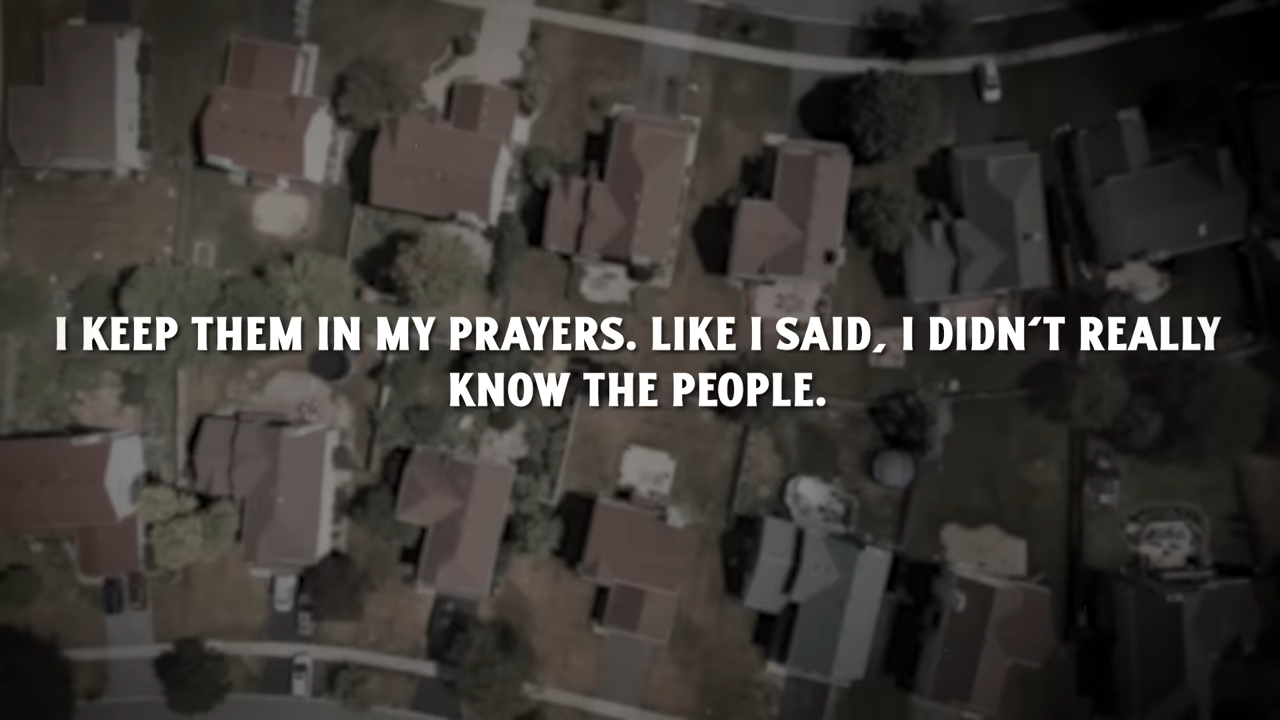 I KEEP THEM IN MY PRAYERS. LIKE I SAID, I DIDN´T REALLY
KNOW THE PEOPLE.